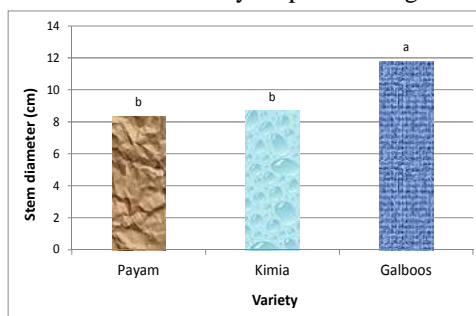 Stem diameter (cm)
14
12
10
8
6
4
2
0
b
b
a
Payam
Kimia
Galboos
Variety